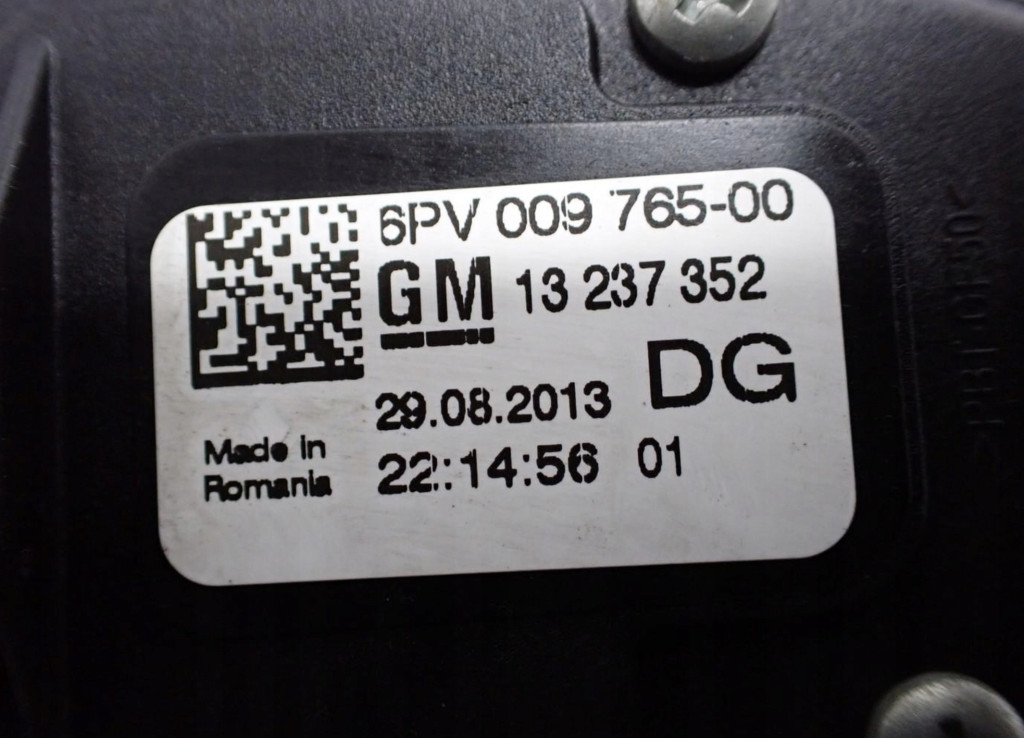 6PV 009 765-00
GM 13 237 352
DG
29.08.2013
Made in
Romania
22:14:56 01